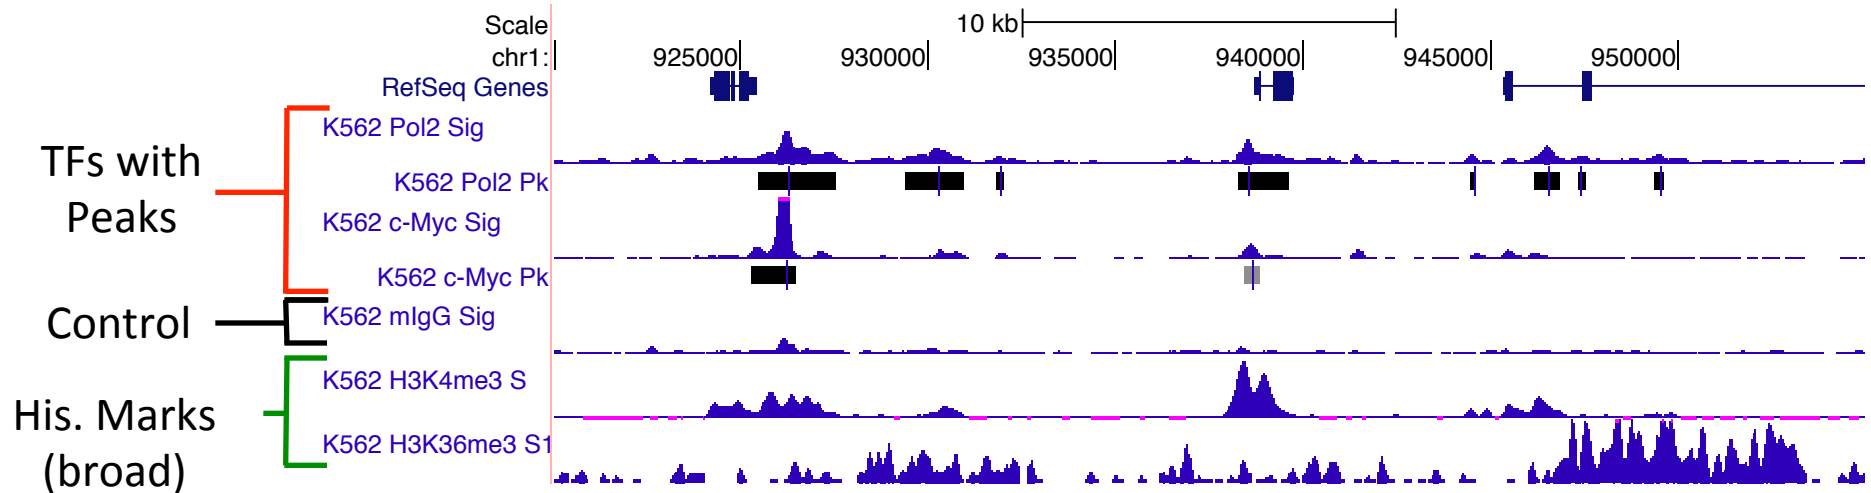 Scale 10 kb
chr1: 925000 930000 935000 940000 945000 950000
RefSeq Genes
TFs with
Peaks
K562 Pol2 Sig
K562 Pol2 Pk
K562 c-Myc Sig
K562 c-Myc Pk
Control
K562 mIgG Sig
His. Marks
(broad)
K562 H3K4me3 S
K562 H3K36me3 S1